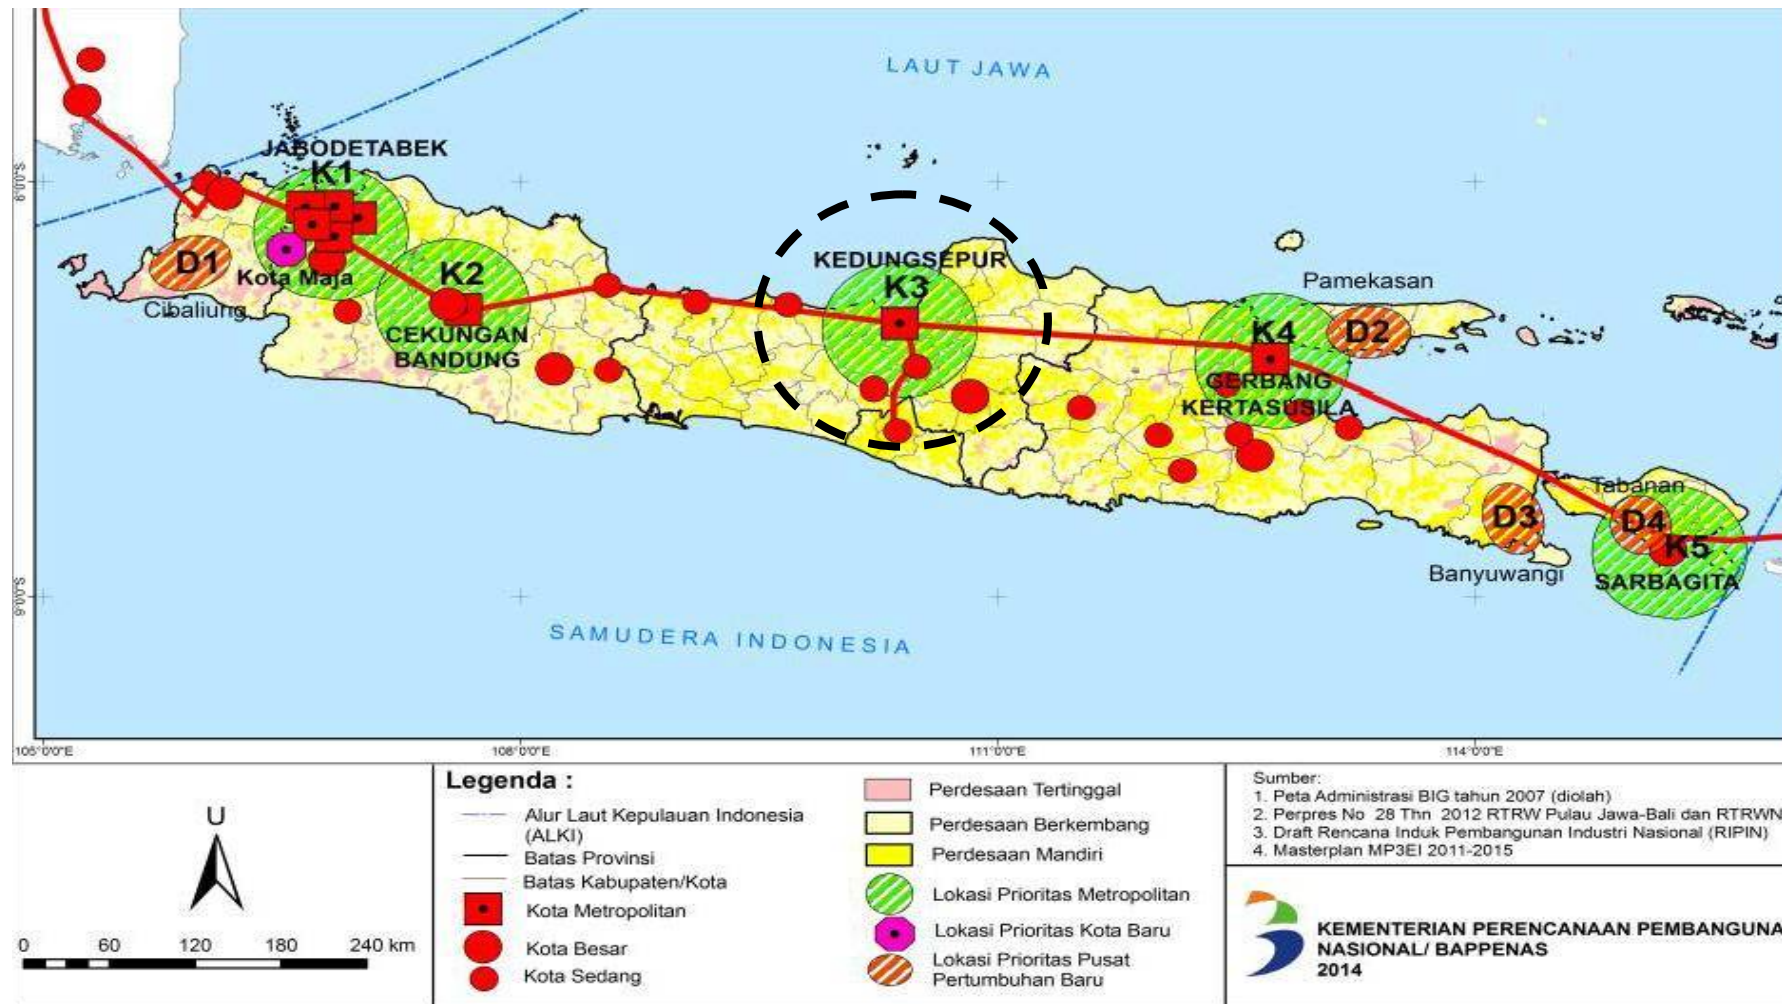 LAUT JAWA
JABODETABEK
K1
6°0'0"S
KEDUNGSEPUR
K3
D1
Kota Maja
K2
Cibaliung
CEKUNGAN
BANDUNG
Pamekasan
K4
D2
GERBANG
KERTASUSILA
Tabanan
D3
D4
K5
Banyuwangi
SARBAGITA
9°0'0"S
SAMUDERA INDONESIA
105°0'0"E
108°0'0"E
111°0'0"E
114°0'0"E
U
0 60 120 180 240 km
Legenda :
Alur Laut Kepulauan Indonesia
(ALKI)
Batas Provinsi
Batas Kabupaten/Kota
Kota Metropolitan
Kota Besar
Kota Sedang
Perdesaan Tertinggal
Perdesaan Berkembang
Perdesaan Mandiri
Lokasi Prioritas Metropolitan
Lokasi Prioritas Kota Baru
Lokasi Prioritas Pusat
Pertumbuhan Baru
Sumber:
1. Peta Administrasi BIG tahun 2007 (diolah)
2. Perpres No 28 Thn 2012 RTRW Pulau Jawa-Bali dan RTRWN
3. Draft Rencana Induk Pembangunan Industri Nasional (RIPIN)
4. Masterplan MP3EI 2011-2015
KEMENTERIAN PERENCANAAN PEMBANGUNA
NASIONAL/ BAPPENAS
2014